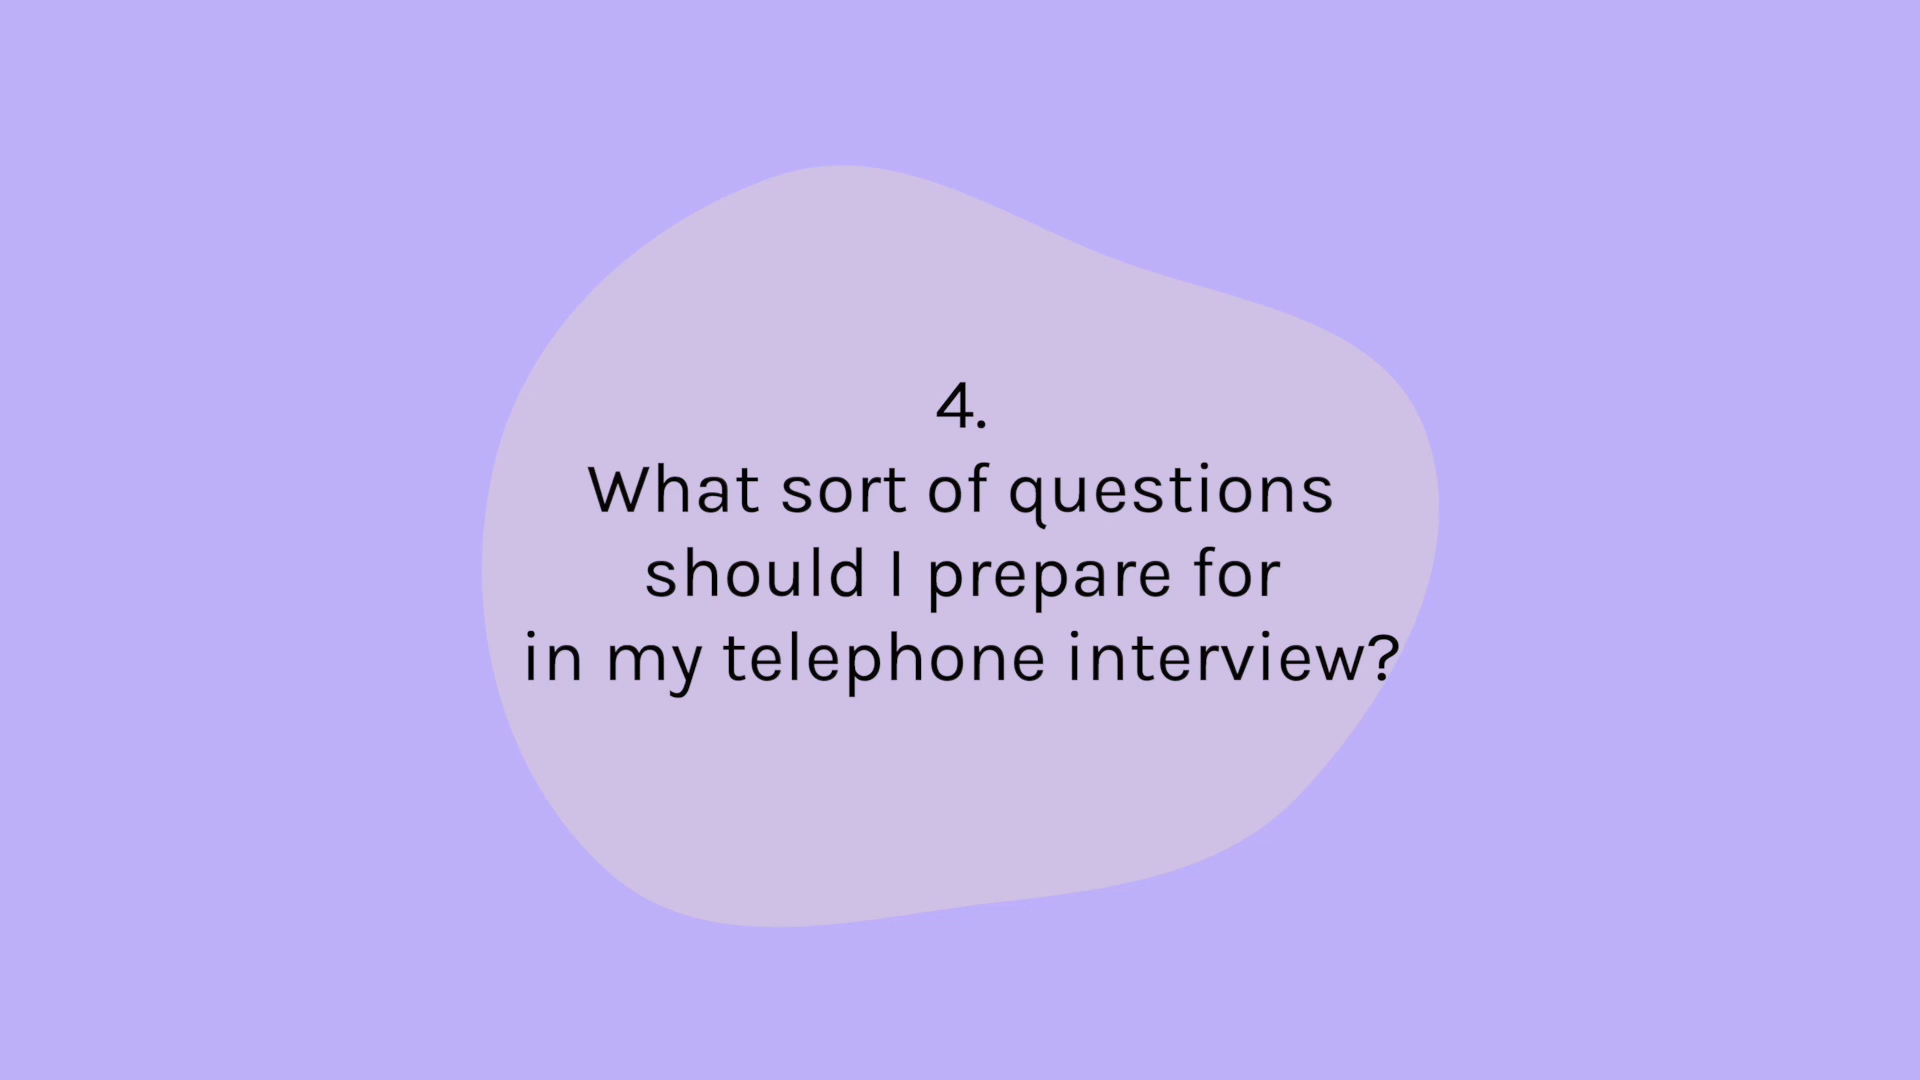 4.
What sort of questions
should I prepare for
in my telephone interview?